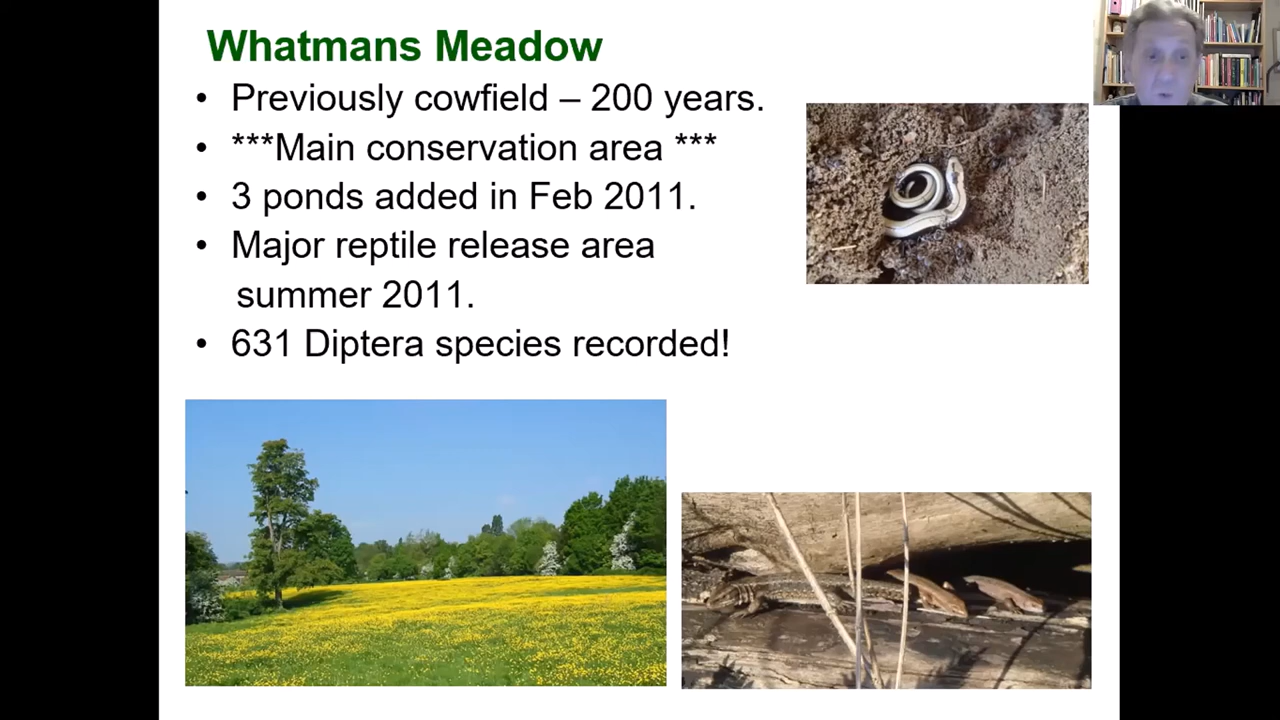 Whatmans Meadow
• Previously cowfield – 200 years.
• ***Main conservation area ***
• 3 ponds added in Feb 2011.
• Major reptile release area
summer 2011.
• 631 Diptera species recorded!